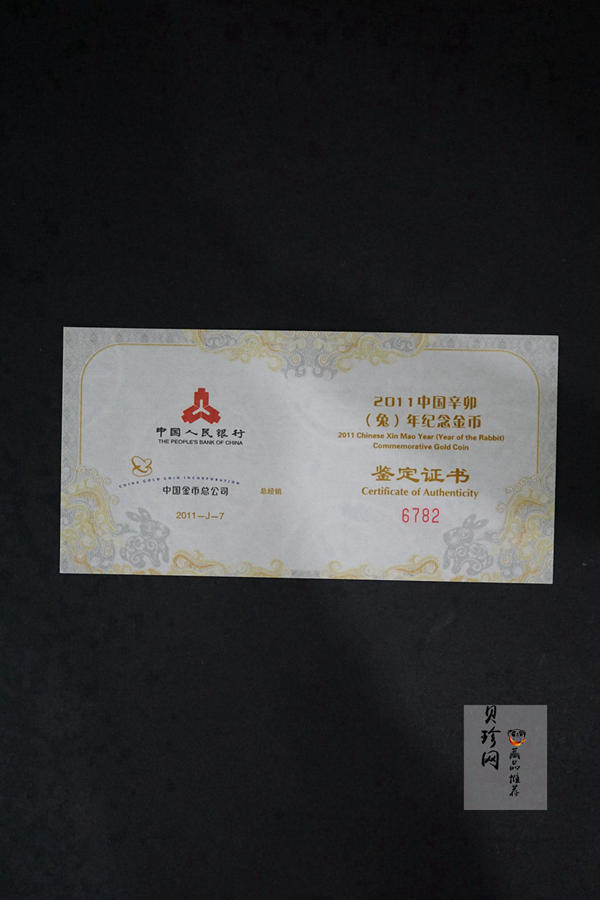 中国人民银行
THE PEOPLE'S BANK OF CHINA
CHINA GOLD COIN INCORPORATION
中国金币总公司 总经销
2011—J—7
2011中国辛卯
（兔）年纪念金币
2011 Chinese Xin Mao Year (Year of the Rabbit)
Commemorative Gold Coin
鉴定证书
Certificate of Authenticity
6782
贝珍网
藏品推荐